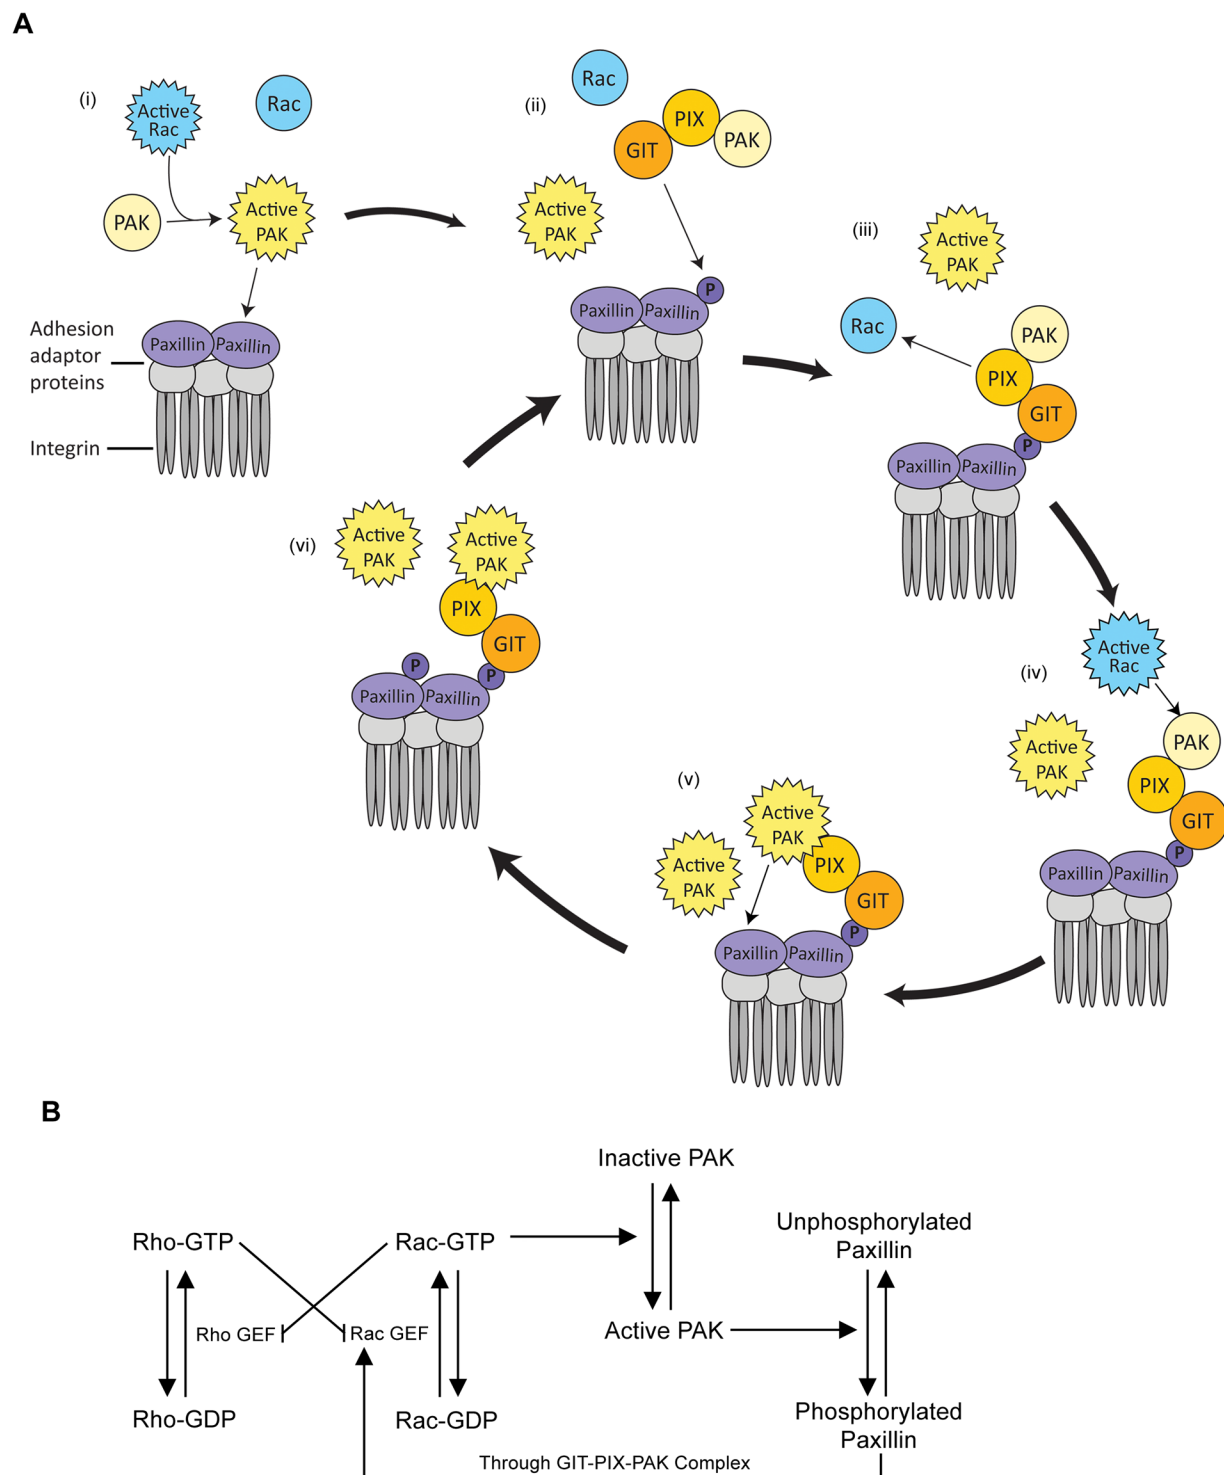 A
(i)
Active
Rac
Rac
PAK
Active
PAK
Adhesion
adaptor
proteins
Paxillin
Paxillin
Integrin
(ii)
Rac
GIT
PIX
PAK
Active
PAK
P
Paxillin
Paxillin
(iii)
Active
PAK
Rac
PAK
PIX
GIT
P
Paxillin
Paxillin
(iv)
Active
Rac
PAK
Active
PAK
PIX
GIT
P
Paxillin
Paxillin
(v)
Active
PAK
Active
PAK
PIX
GIT
P
Paxillin
Paxillin
(vi)
Active
PAK
Active
PAK
PIX
GIT
P
P
Paxillin
Paxillin
B
Inactive PAK
Unphosphorylated
Paxillin
Rho-GTP
Rac-GTP
Rho GEF
Rac GEF
Active PAK
Rho-GDP
Rac-GDP
Phosphorylated
Paxillin
Through GIT-PIX-PAK Complex